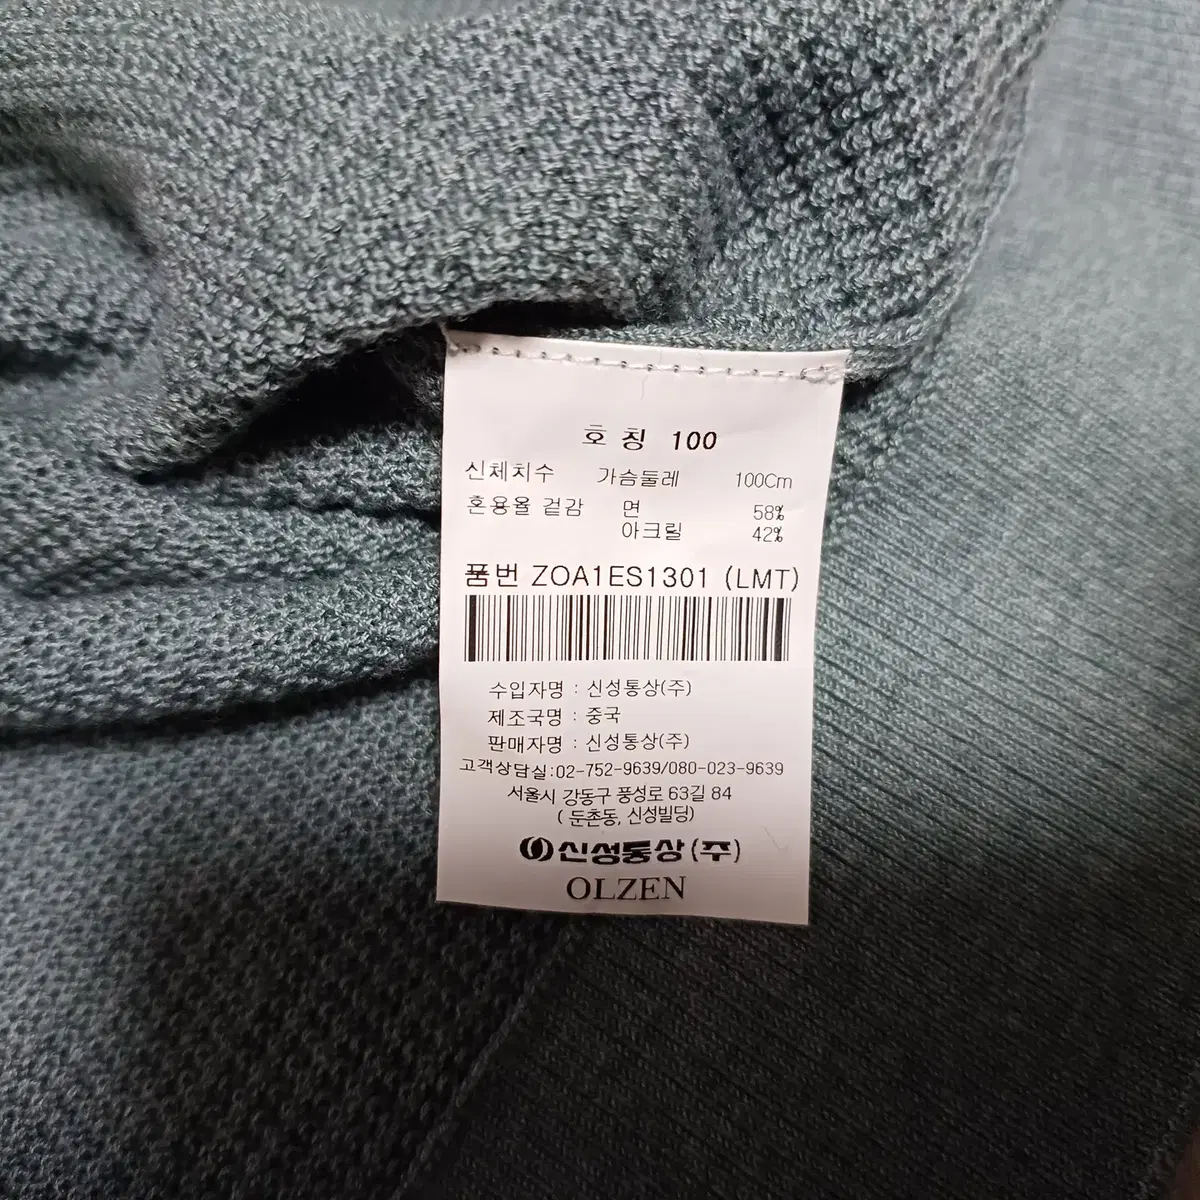 호 칭 100
신체치수 가슴둘레 100Cm
혼용율 겉감 면 58%
아크릴 42%
품번 ZOA1ES1301 (LMT)
수입자명 : 신성통상(주)
제조국명 : 중국
판매자명 : 신성통상(주)
고객상담실:02-752-9639/080-023-9639
서울시 강동구 풍성로 63길 84
( 둔촌동, 신성빌딩)
신성통상(주)
OLZEN